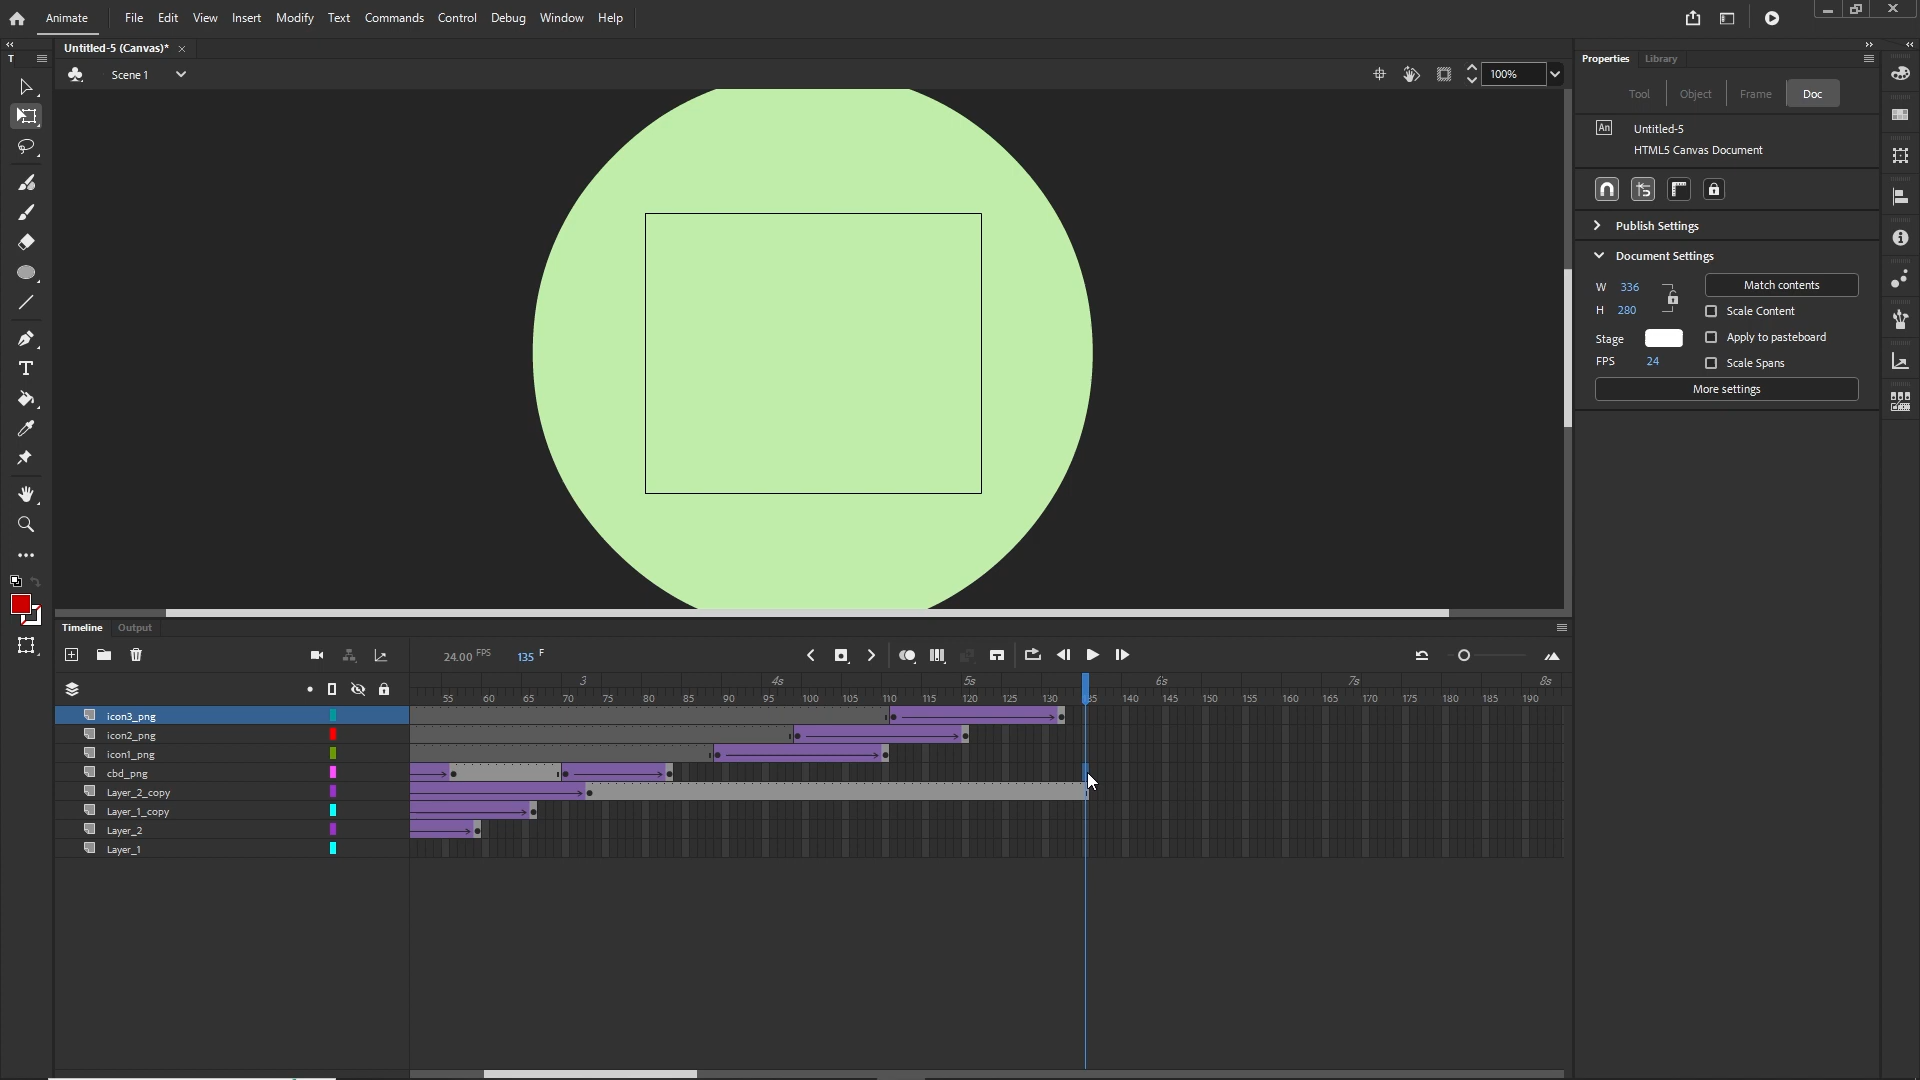 Animate File Edit View Insert Modify Text Commands Control Debug Window Help
Untitled-5 (Canvas)*
Scene 1
100%
T
Properties Library
Tool Object Frame Doc
An Untitled-5
HTML5 Canvas Document
Publish Settings
Document Settings
W 336 Match contents
H 280 Scale Content
Stage Apply to pasteboard
FPS 24 Scale Spans
More settings
Timeline Output
24.00 FPS 135 F
3 4s 5s 6s 7s 8s
55 60 65 70 75 80 85 90 95 100 105 110 115 120 125 130 135 140 145 150 155 160 165 170 175 180 185 190
icon3_png
icon2_png
icon1_png
cbd_png
Layer_2_copy
Layer_1_copy
Layer_2
Layer_1